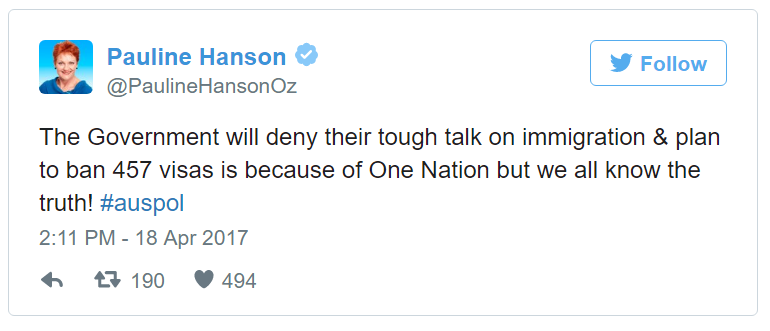 Pauline Hanson
@PaulineHansonOz
Follow
The Government will deny their tough talk on immigration & plan
to ban 457 visas is because of One Nation but we all know the
truth! #auspol
2:11 PM - 18 Apr 2017
190
494